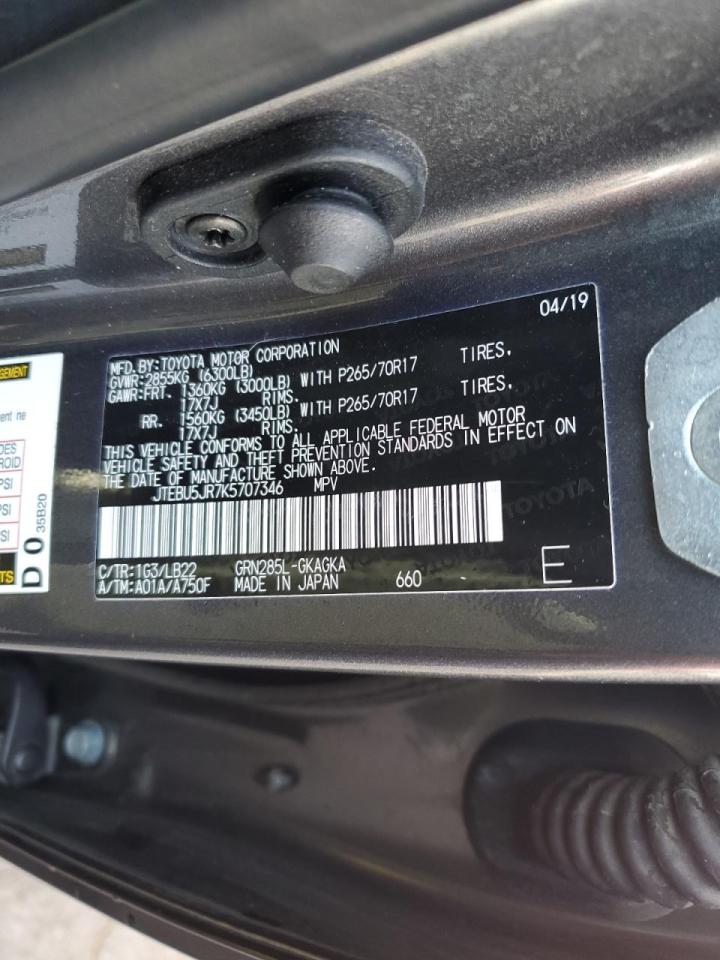 04/19
MFD.BY:TOYOTA MOTOR CORPORATION
GVWR:2855KG (6300LB)
GAWR:FRT. 1360KG (3000LB) WITH P265/70R17 TIRES,
17X7J RIMS.
RR. 1560KG (3450LB) WITH P265/70R17 TIRES,
17X7J RIMS.
THIS VEHICLE CONFORMS TO ALL APPLICABLE FEDERAL MOTOR
VEHICLE SAFETY AND THEFT PREVENTION STANDARDS IN EFFECT ON
THE DATE OF MANUFACTURE SHOWN ABOVE.
JTEBU5JR7K5707346 MPV
C/TR:1G3/LB22 GRN285L-GKAGKA
A/TM:A01A/A750F MADE IN JAPAN 660 E
TOYOTA
D0 35B20
PSI
PSI